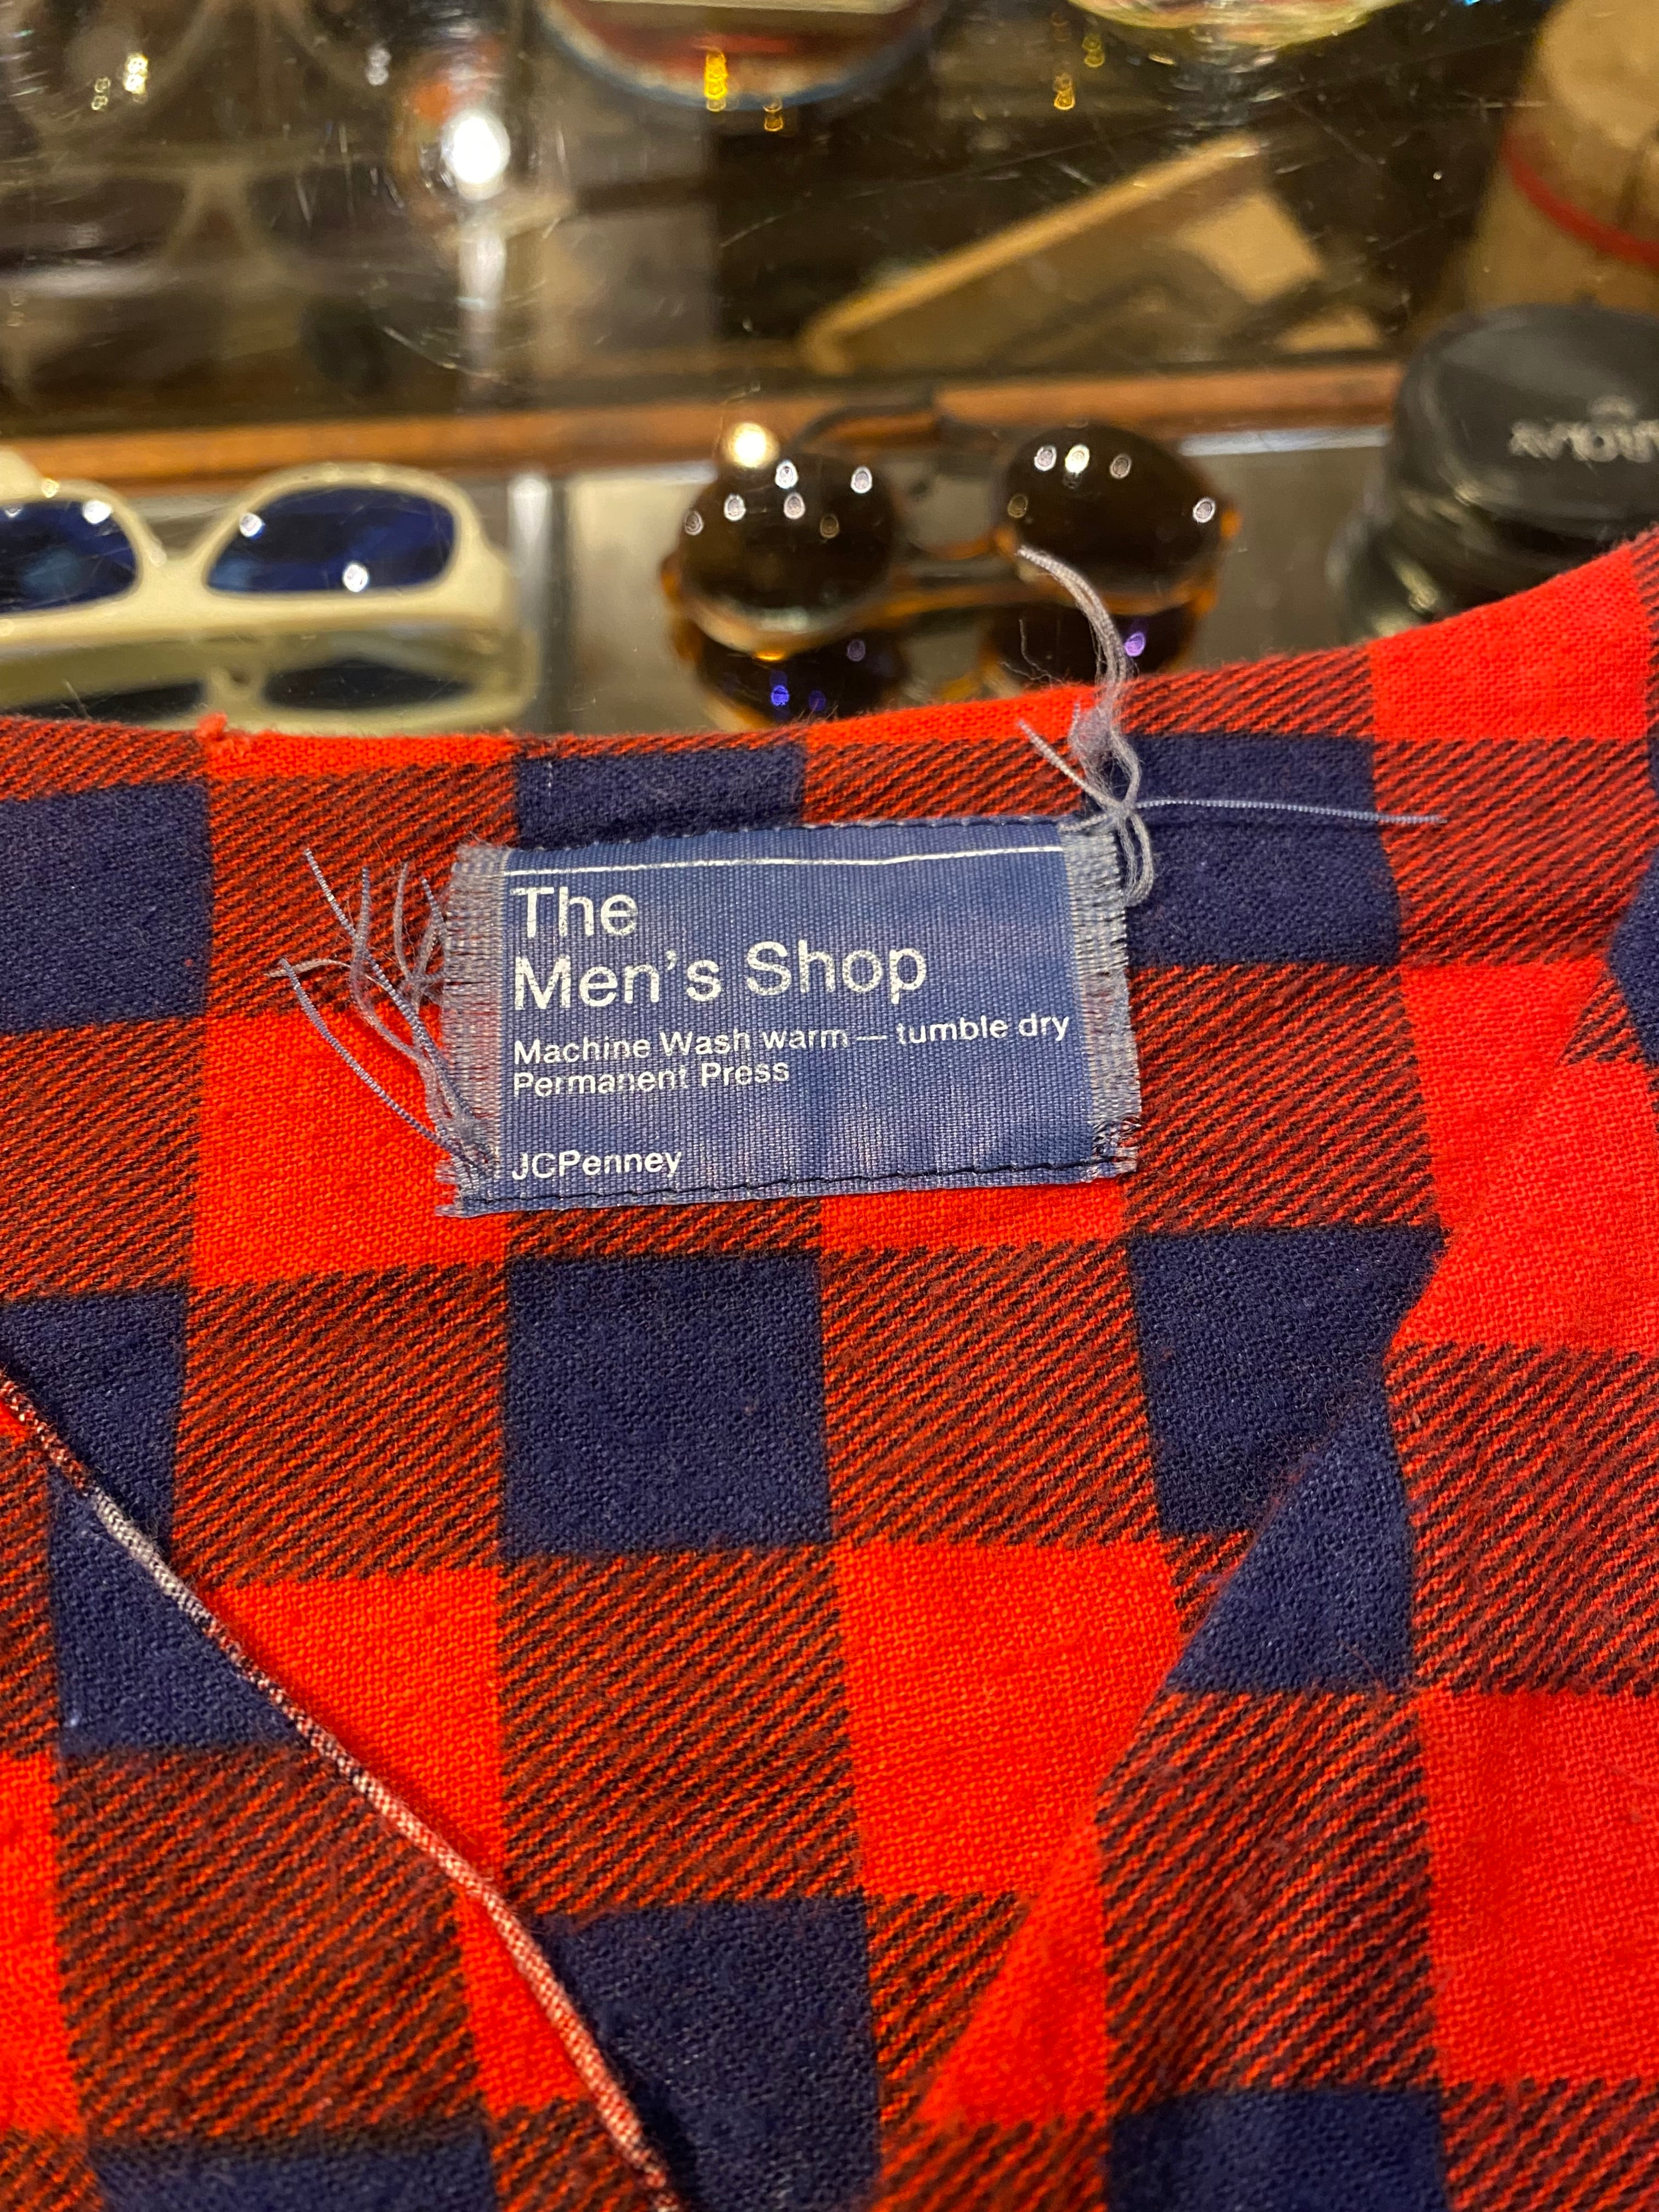 The
Men's Shop
Machine Wash warm — tumble dry
Permanent Press
JCPenney